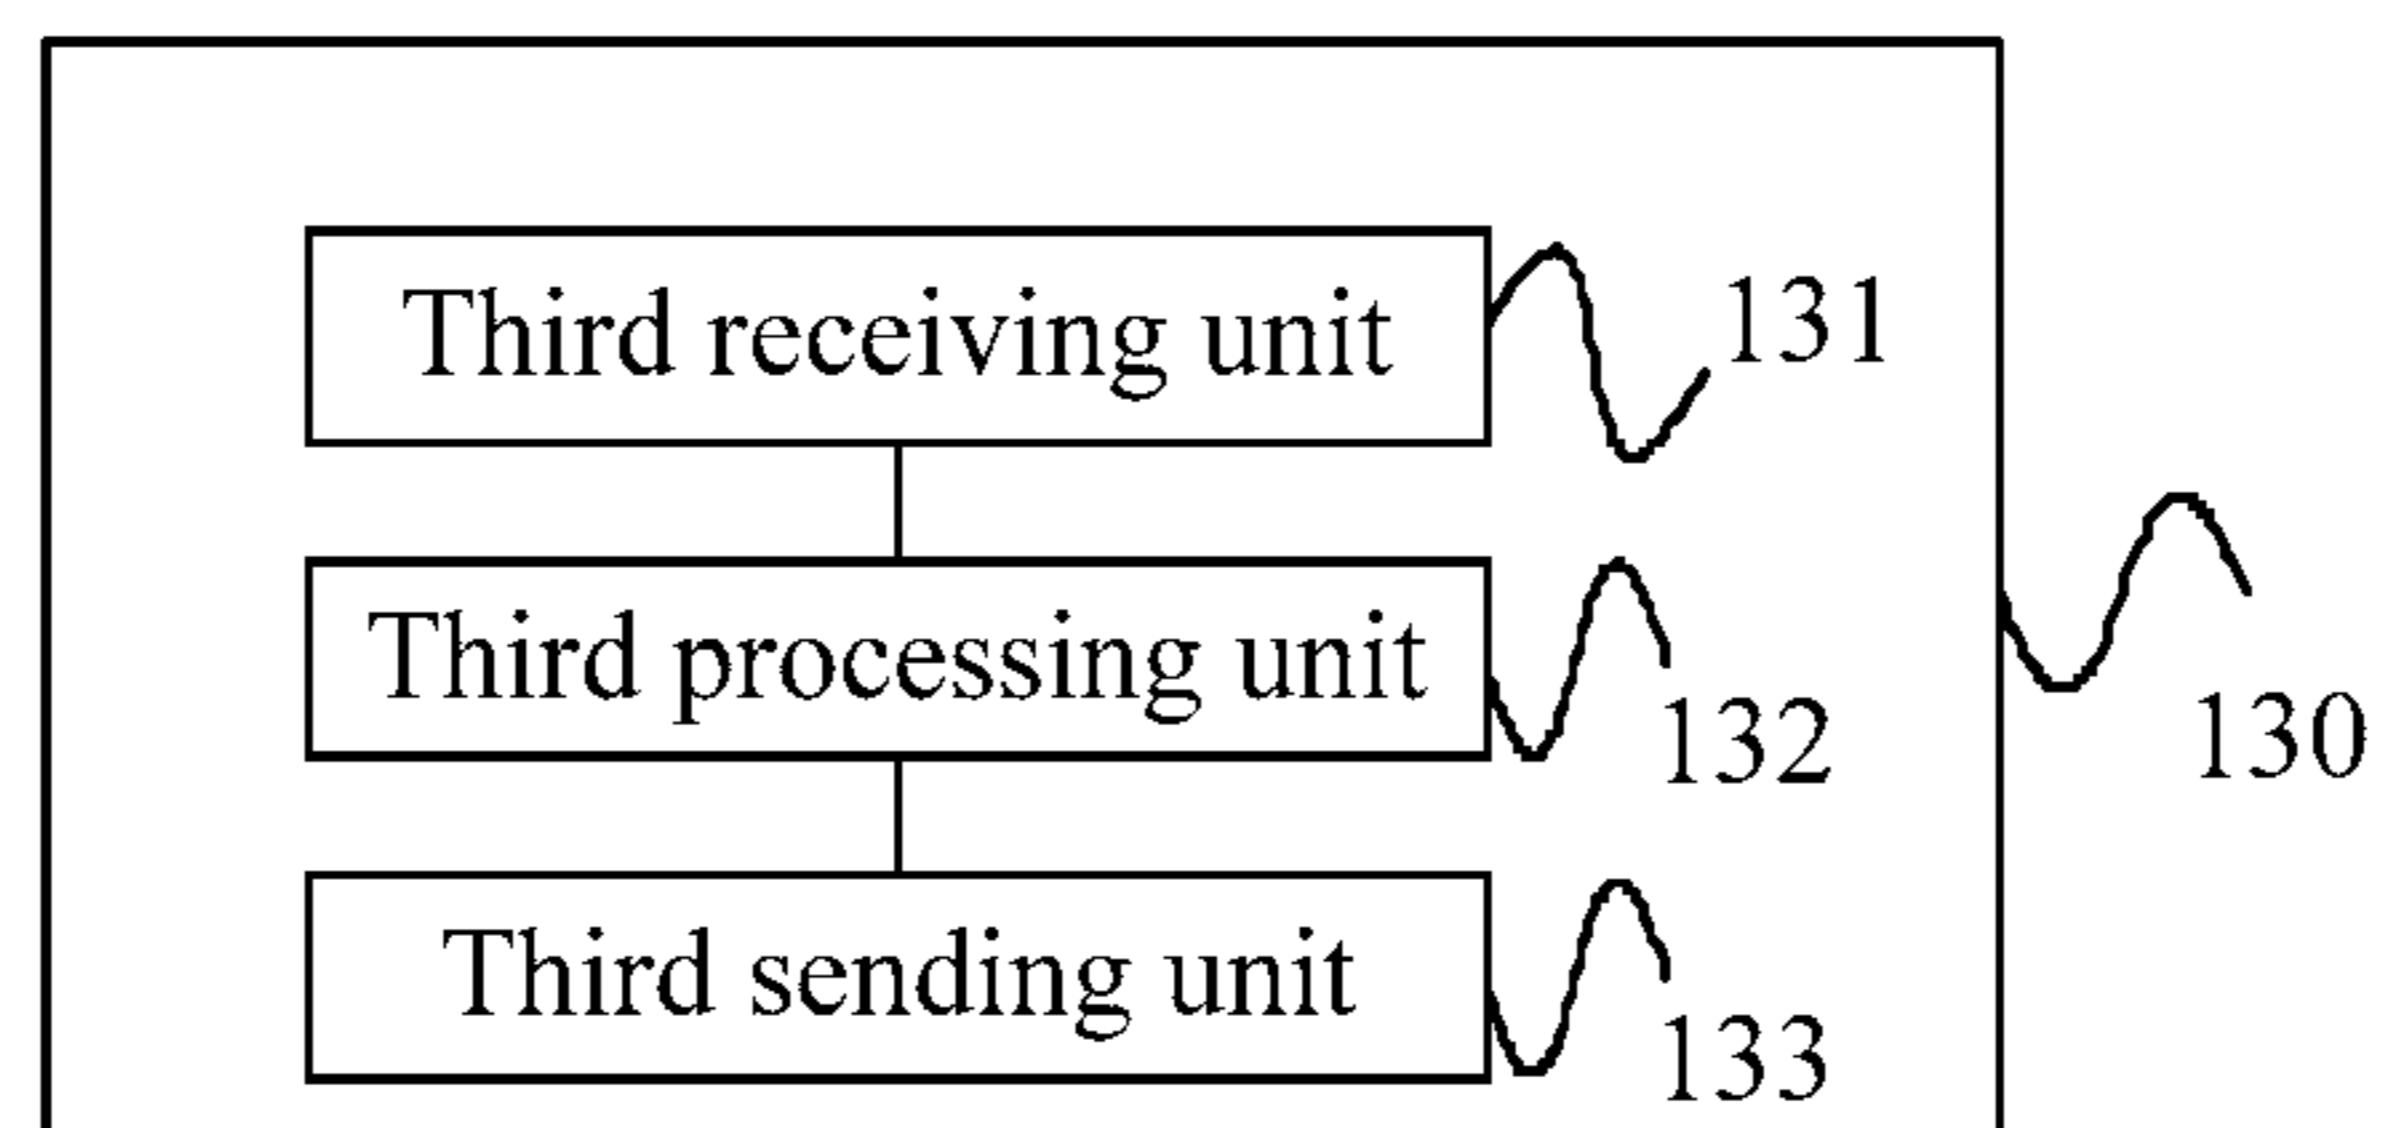 Third receiving unit
131
Third processing unit
132
130
Third sending unit
133